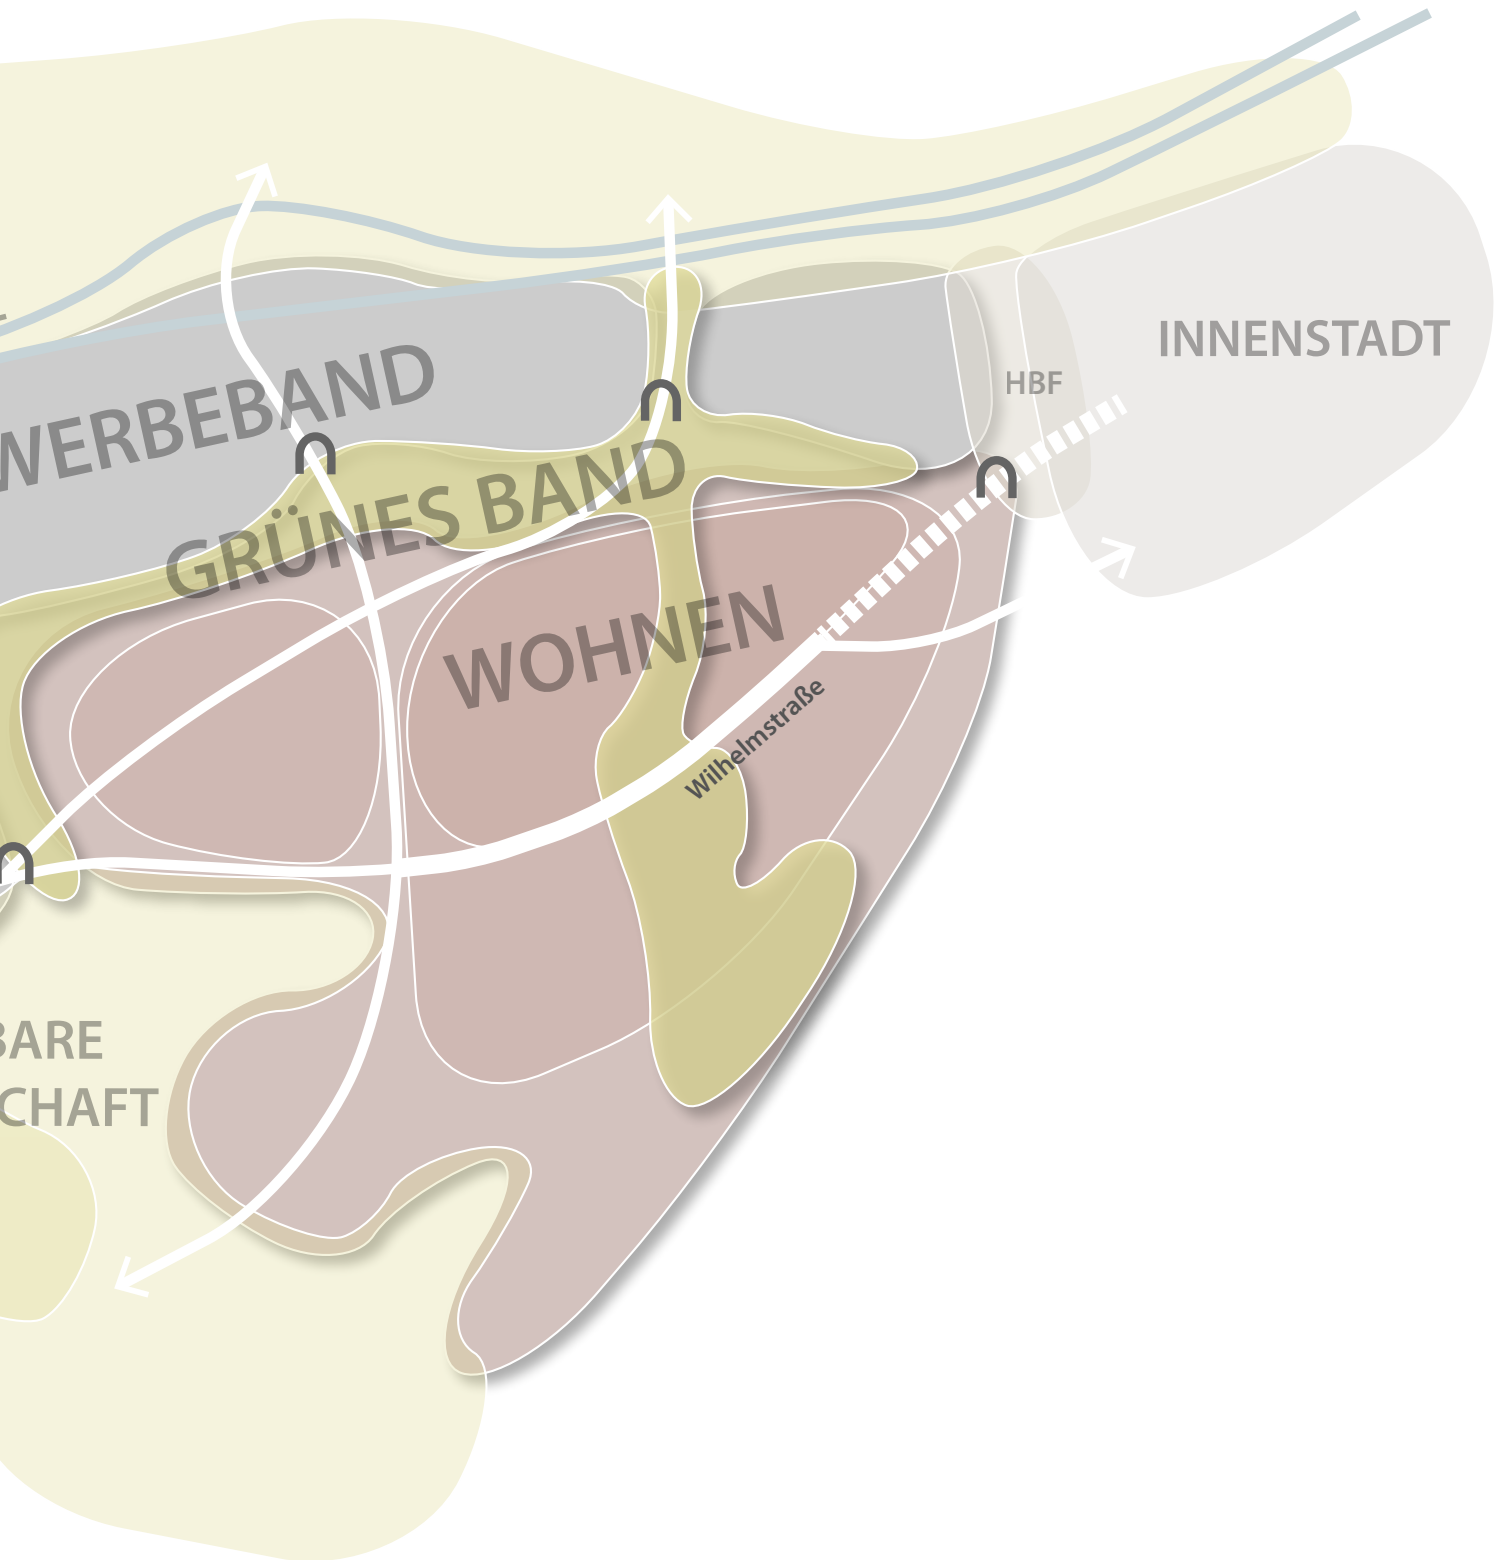 INNENSTADT
WERBEBAND
HBF
GRÜNES BAND
WOHNEN
Wilhelmstraße
BARE
CHAFT